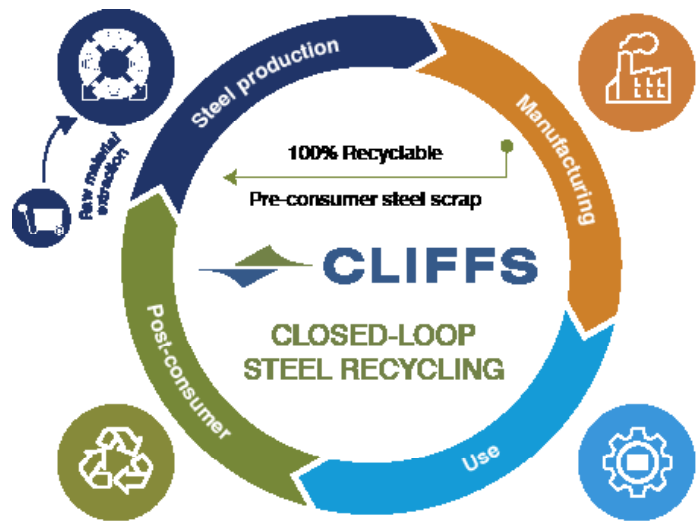 Steel production
Manufacturing
Raw material
extraction
100% Recyclable
Pre-consumer steel scrap
CLIFFS
CLOSED-LOOP
STEEL RECYCLING
Post-consumer
Use